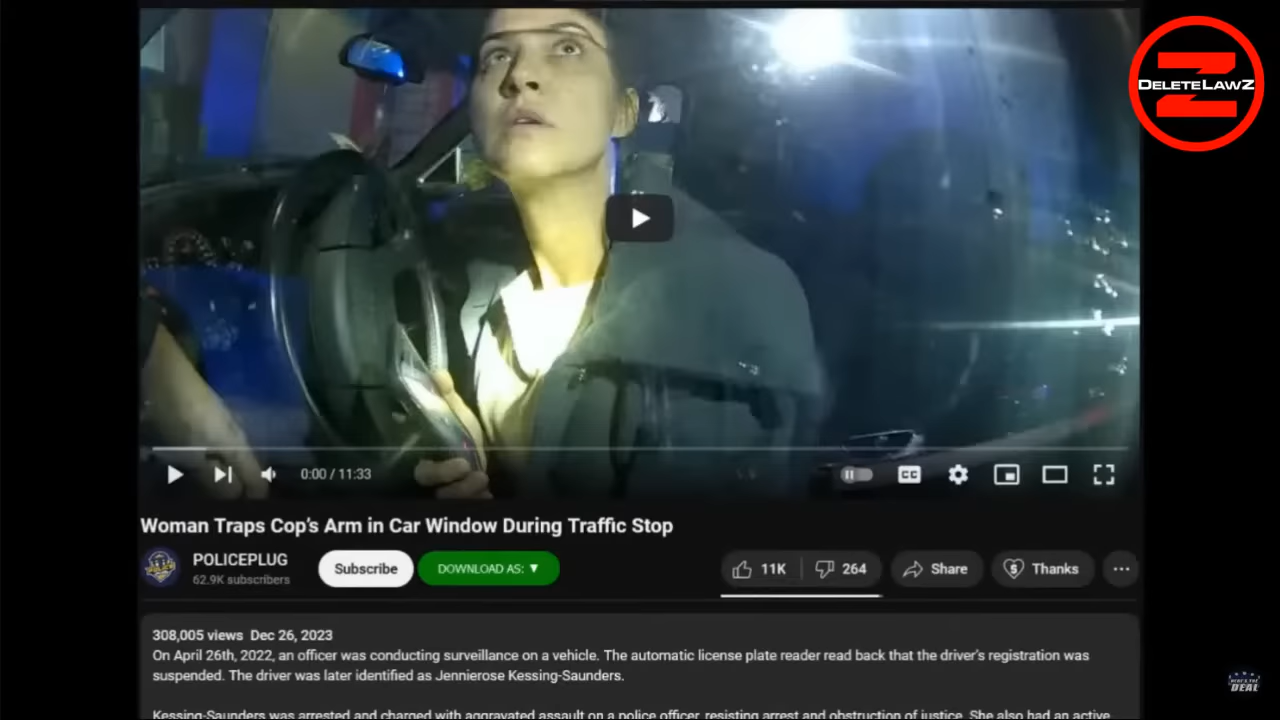 DELETELAWZ
0:00 / 11:33
CC
Woman Traps Cop's Arm in Car Window During Traffic Stop
POLICEPLUG
62.9K subscribers
Subscribe
DOWNLOAD AS: ▼
11K
264
Share
Thanks
308,005 views Dec 26, 2023
On April 26th, 2022, an officer was conducting surveillance on a vehicle. The automatic license plate reader read back that the driver's registration was
suspended. The driver was later identified as Jennierose Kessing-Saunders.
Kessing-Saunders was arrested and charged with aggravated assault on a police officer, resisting arrest and obstruction of justice. She also had an active
HERE'S THE
DEAL